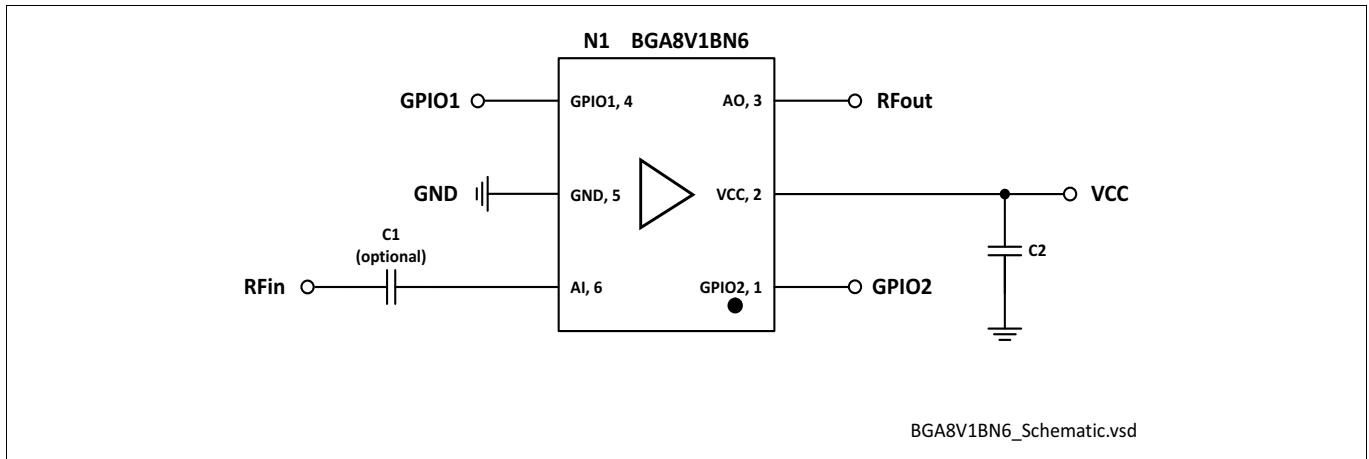 N1 BGA8V1BN6
GPIO1
GPIO1, 4
AO, 3
RFout
GND
GND, 5
VCC, 2
VCC
C1
(optional)
C2
RFin
AI, 6
GPIO2, 1
GPIO2
BGA8V1BN6_Schematic.vsd